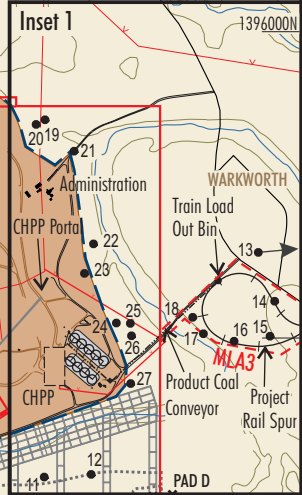 Inset 1
1396000N
20
19
21
Administration
WARKWORTH
Train Load
Out Bin
CHPP Portal
22
13
23
14
24
25
18
26
17
16
15
MLA3
27
Product Coal
Conveyor
Project
Rail Spur
CHPP
11
12
PAD D